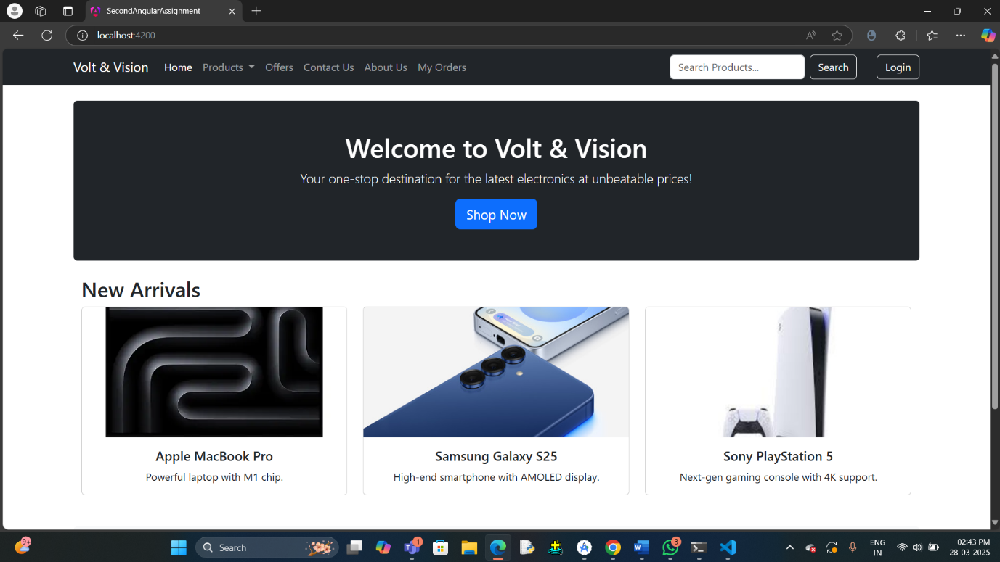 SecondAngularAssignment
localhost:4200
Volt & Vision Home Products Offers Contact Us About Us My Orders Search Products... Search Login
Welcome to Volt & Vision
Your one-stop destination for the latest electronics at unbeatable prices!
Shop Now
New Arrivals
Apple MacBook Pro
Powerful laptop with M1 chip.
Samsung Galaxy S25
High-end smartphone with AMOLED display.
Sony PlayStation 5
Next-gen gaming console with 4K support.
9+
Search
1
3
ENG
IN
02:43 PM
28-03-2025